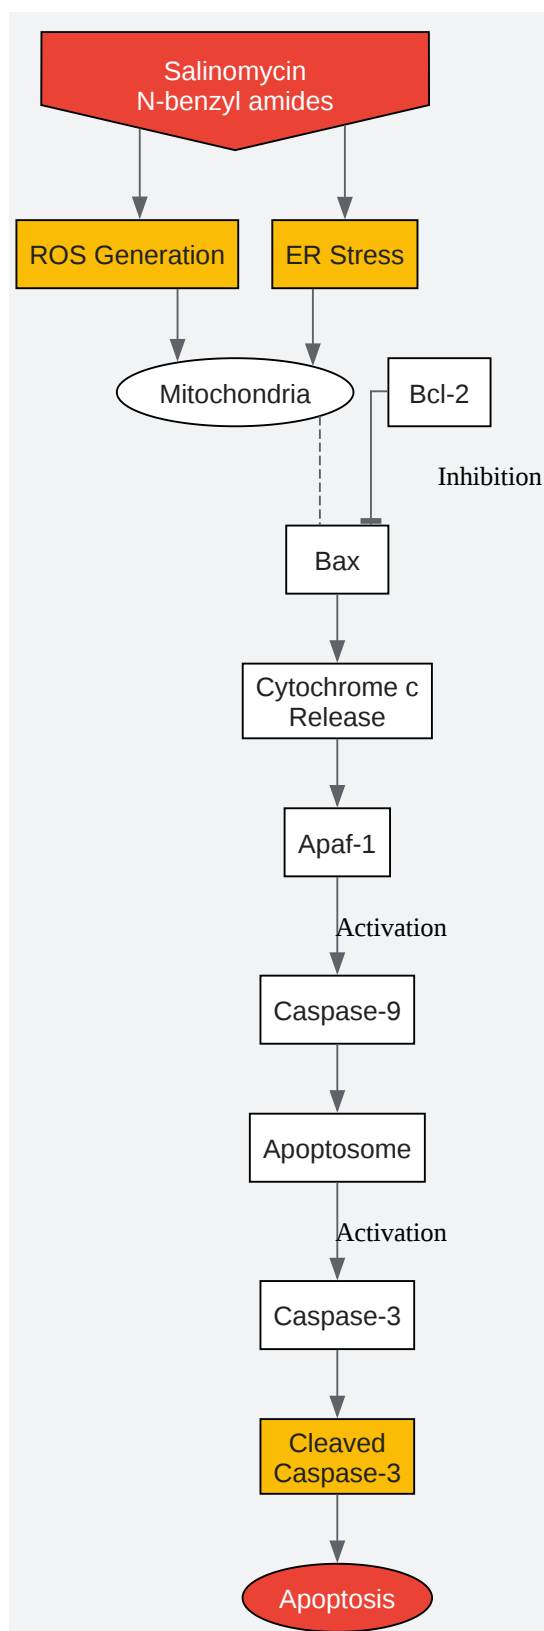 Salinomycin
N-benzyl amides
ROS Generation
ER Stress
Mitochondria
Bcl-2
Inhibition
Bax
Cytochrome c
Release
Apaf-1
Activation
Caspase-9
Apoptosome
Activation
Caspase-3
Cleaved
Caspase-3
Apoptosis